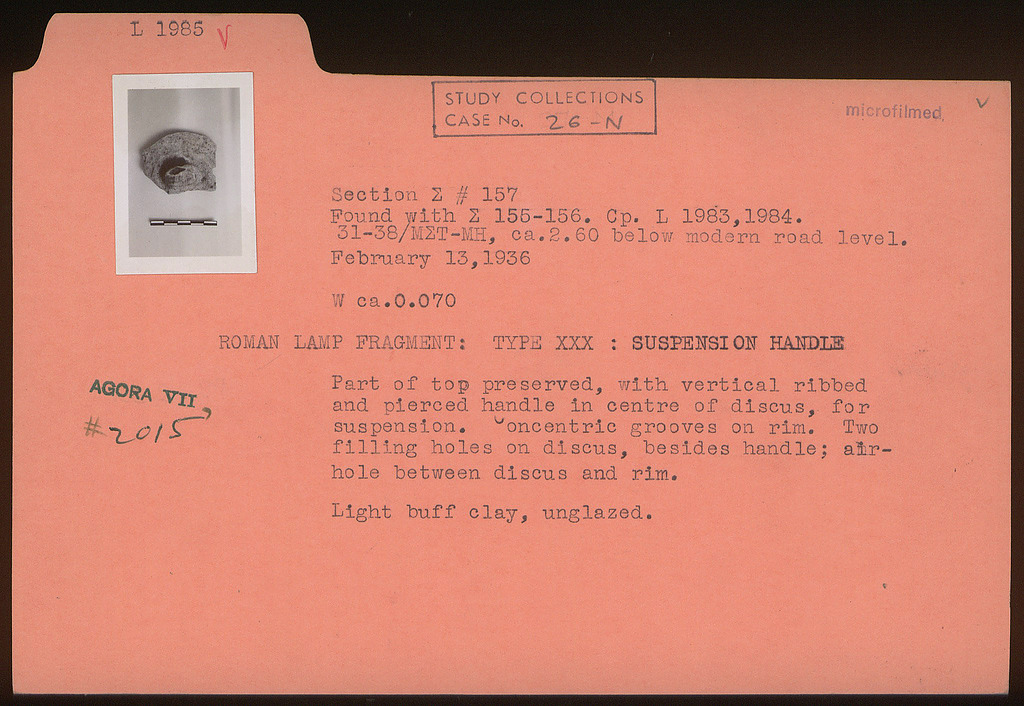 L 1985 V
STUDY COLLECTIONS
CASE No. 26-N
microfilmed
Section Σ # 157
Found with Σ 155-156. Cp. L 1983,1984.
31-38/ΜΣΤ-ΜΗ, ca.2.60 below modern road level.
February 13,1936
W ca.0.070
ROMAN LAMP FRAGMENT: TYPE XXX : SUSPENSION HANDLE
Part of top preserved, with vertical ribbed
and pierced handle in centre of discus, for
suspension. Concentric grooves on rim. Two
filling holes on discus, besides handle; air-
hole between discus and rim.
Light buff clay, unglazed.
AGORA VII,
#2015